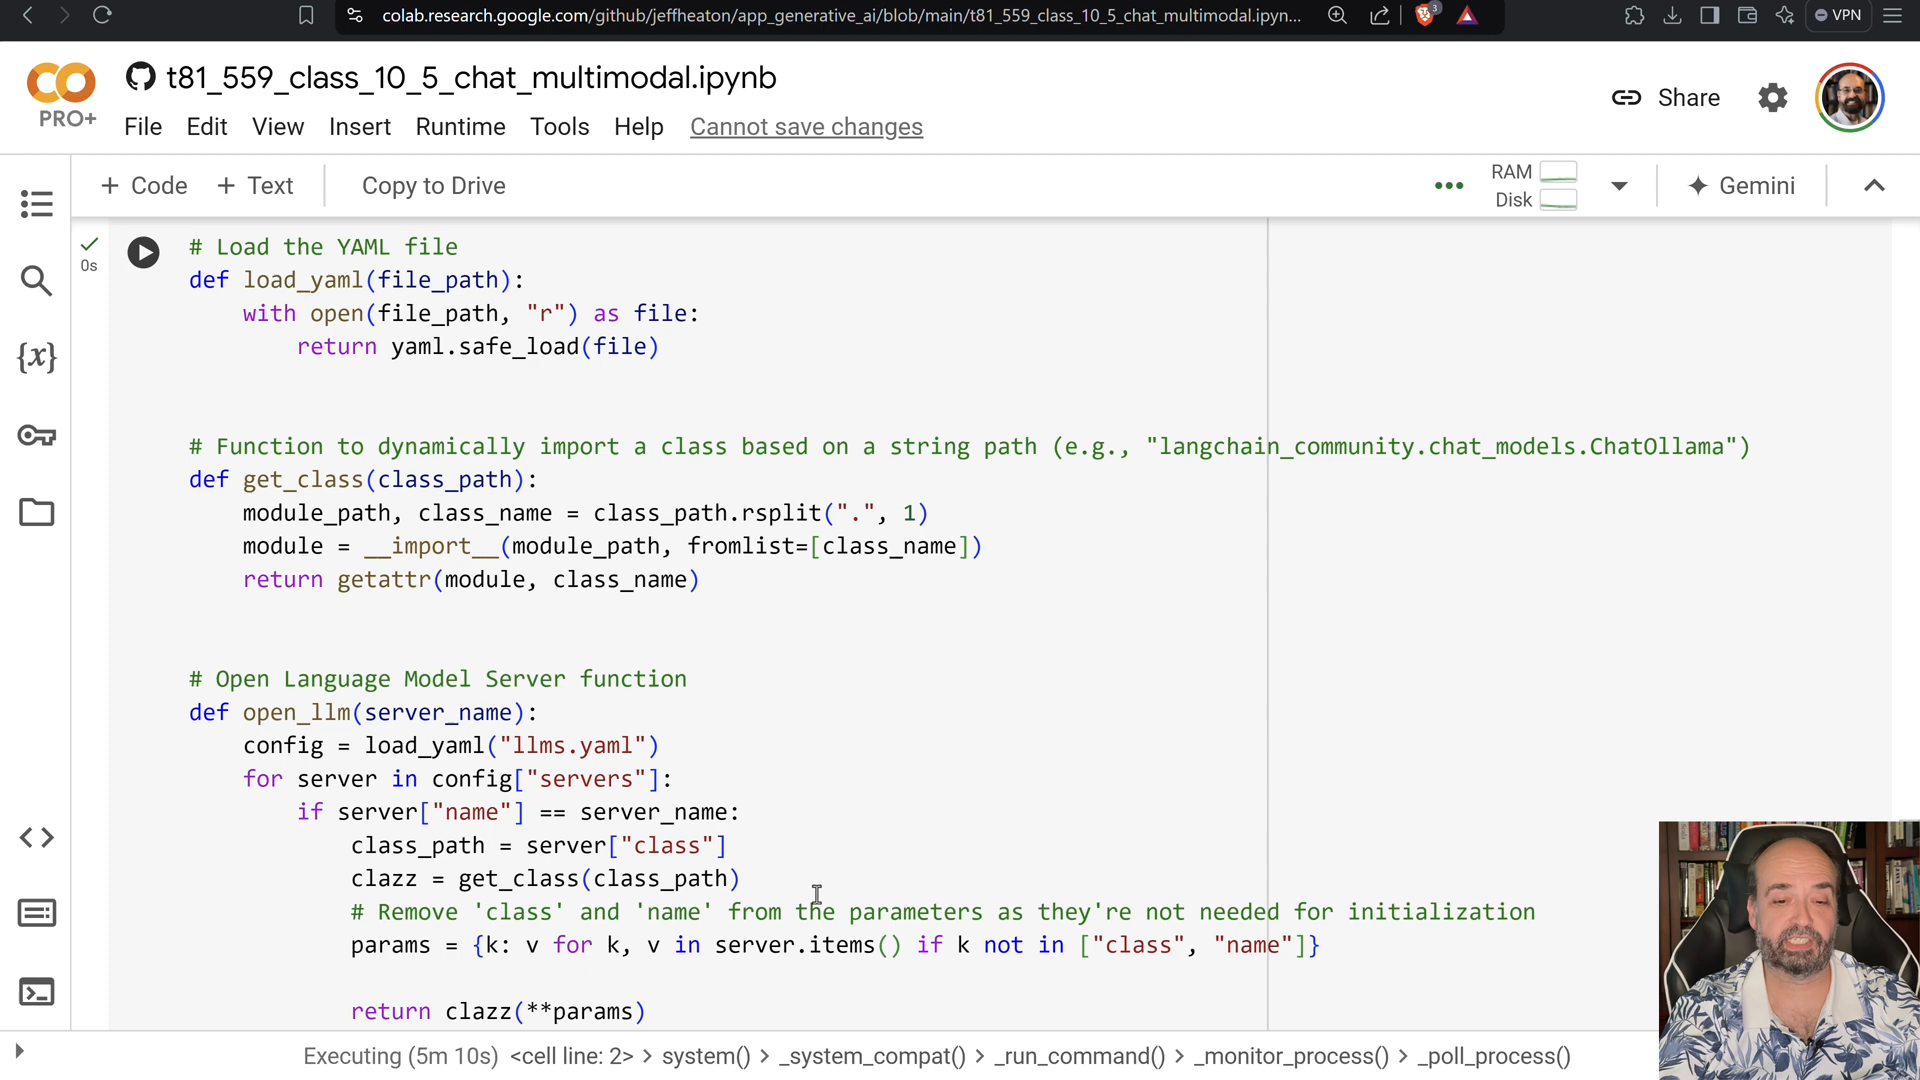 colab.research.google.com/github/jeffheaton/app_generative_ai/blob/main/t81_559_class_10_5_chat_multimodal.ipyn...
3
VPN
CO
PRO+
t81_559_class_10_5_chat_multimodal.ipynb
Share
File Edit View Insert Runtime Tools Help Cannot save changes
+ Code + Text Copy to Drive
RAM
Disk
Gemini
0s
# Load the YAML file
def load_yaml(file_path):
    with open(file_path, "r") as file:
        return yaml.safe_load(file)
# Function to dynamically import a class based on a string path (e.g., "langchain_community.chat_models.ChatOllama")
def get_class(class_path):
    module_path, class_name = class_path.rsplit(".", 1)
    module = __import__(module_path, fromlist=[class_name])
    return getattr(module, class_name)
# Open Language Model Server function
def open_llm(server_name):
    config = load_yaml("llms.yaml")
    for server in config["servers"]:
        if server["name"] == server_name:
            class_path = server["class"]
            clazz = get_class(class_path)
            # Remove 'class' and 'name' from the parameters as they're not needed for initialization
            params = {k: v for k, v in server.items() if k not in ["class", "name"]}
            return clazz(**params)
{x}
Executing (5m 10s) <cell line: 2> > system() > _system_compat() > _run_command() > _monitor_process() > _poll_process()